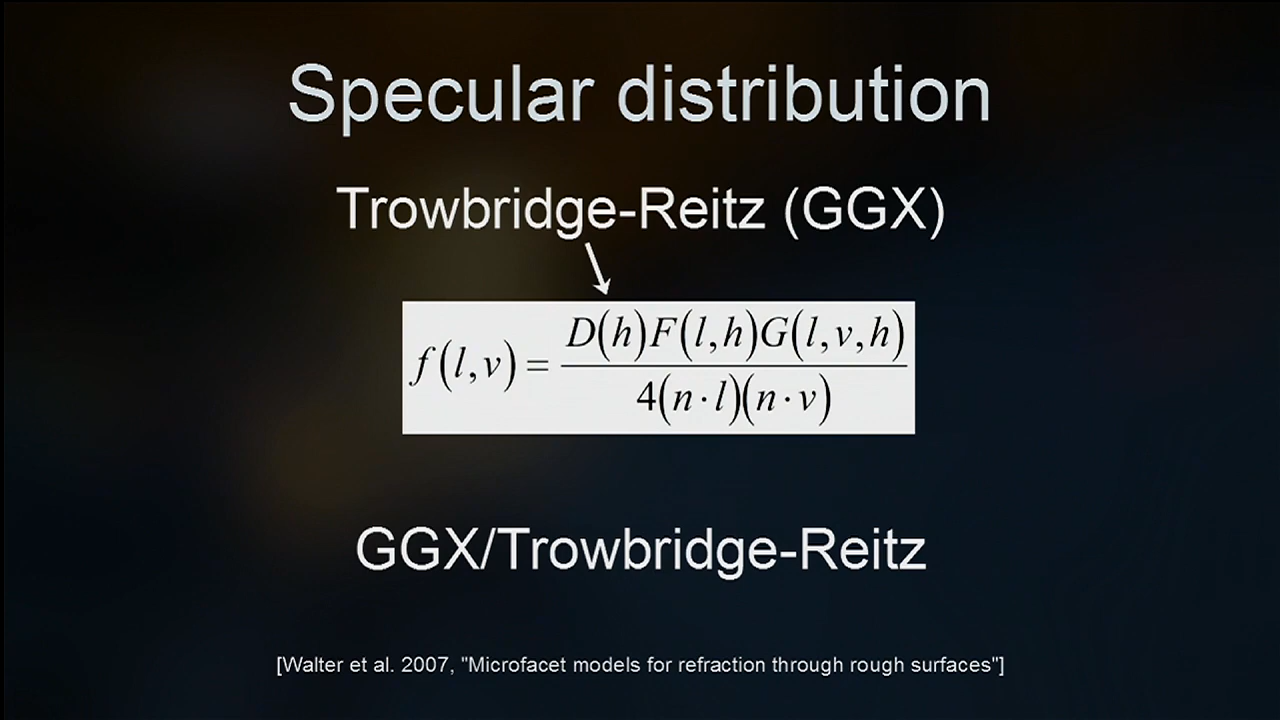 Specular distribution
Trowbridge-Reitz (GGX)
f(l,v) = D(h)F(l,h)G(l,v,h) / 4(n·l)(n·v)
GGX/Trowbridge-Reitz
[Walter et al. 2007, "Microfacet models for refraction through rough surfaces"]